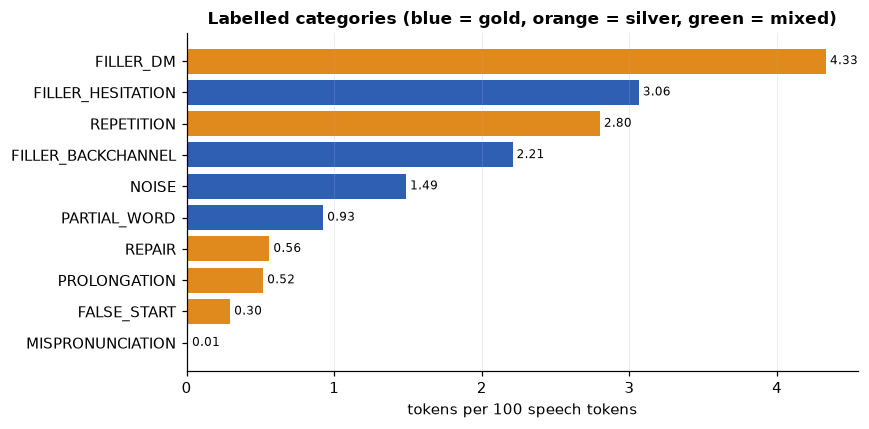 Labelled categories (blue = gold, orange = silver, green = mixed)
FILLER_DM 4.33
FILLER_HESITATION 3.06
REPETITION 2.80
FILLER_BACKCHANNEL 2.21
NOISE 1.49
PARTIAL_WORD 0.93
REPAIR 0.56
PROLONGATION 0.52
FALSE_START 0.30
MISPRONUNCIATION 0.01
0 1 2 3 4
tokens per 100 speech tokens